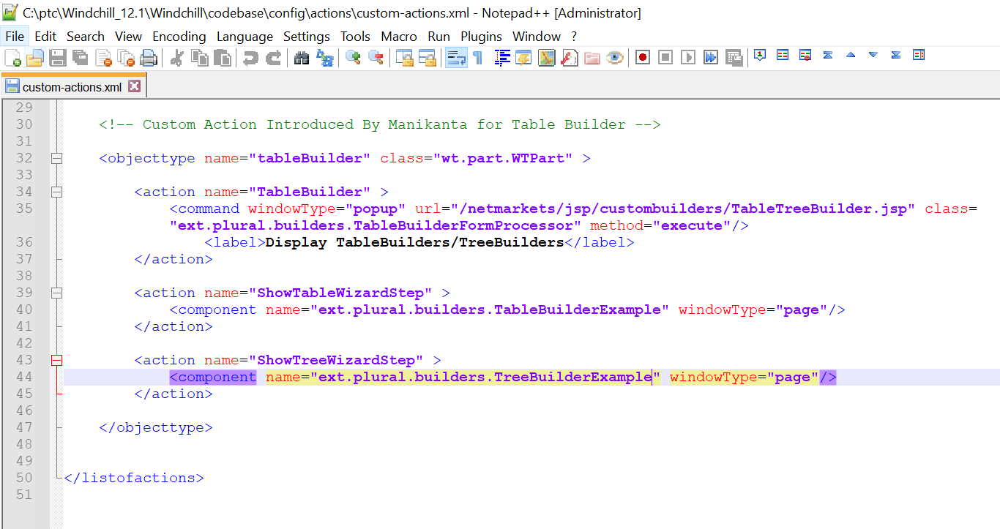 C:\ptc\Windchill_12.1\Windchill\codebase\config\actions\custom-actions.xml - Notepad++ [Administrator]
File Edit Search View Encoding Language Settings Tools Macro Run Plugins Window ?
custom-actions.xml
29
30 <!-- Custom Action Introduced By Manikanta for Table Builder -->
31
32 <objecttype name="tableBuilder" class="wt.part.WTPart" >
33
34 <action name="TableBuilder" >
35 <command windowType="popup" url="/netmarkets/jsp/custombuilders/TableTreeBuilder.jsp" class=
"ext.plural.builders.TableBuilderFormProcessor" method="execute"/>
36 <label>Display TableBuilders/TreeBuilders</label>
37 </action>
38
39 <action name="ShowTableWizardStep" >
40 <component name="ext.plural.builders.TableBuilderExample" windowType="page"/>
41 </action>
42
43 <action name="ShowTreeWizardStep" >
44 <component name="ext.plural.builders.TreeBuilderExample" windowType="page"/>
45 </action>
46
47 </objecttype>
48
49
50 </listofactions>
51